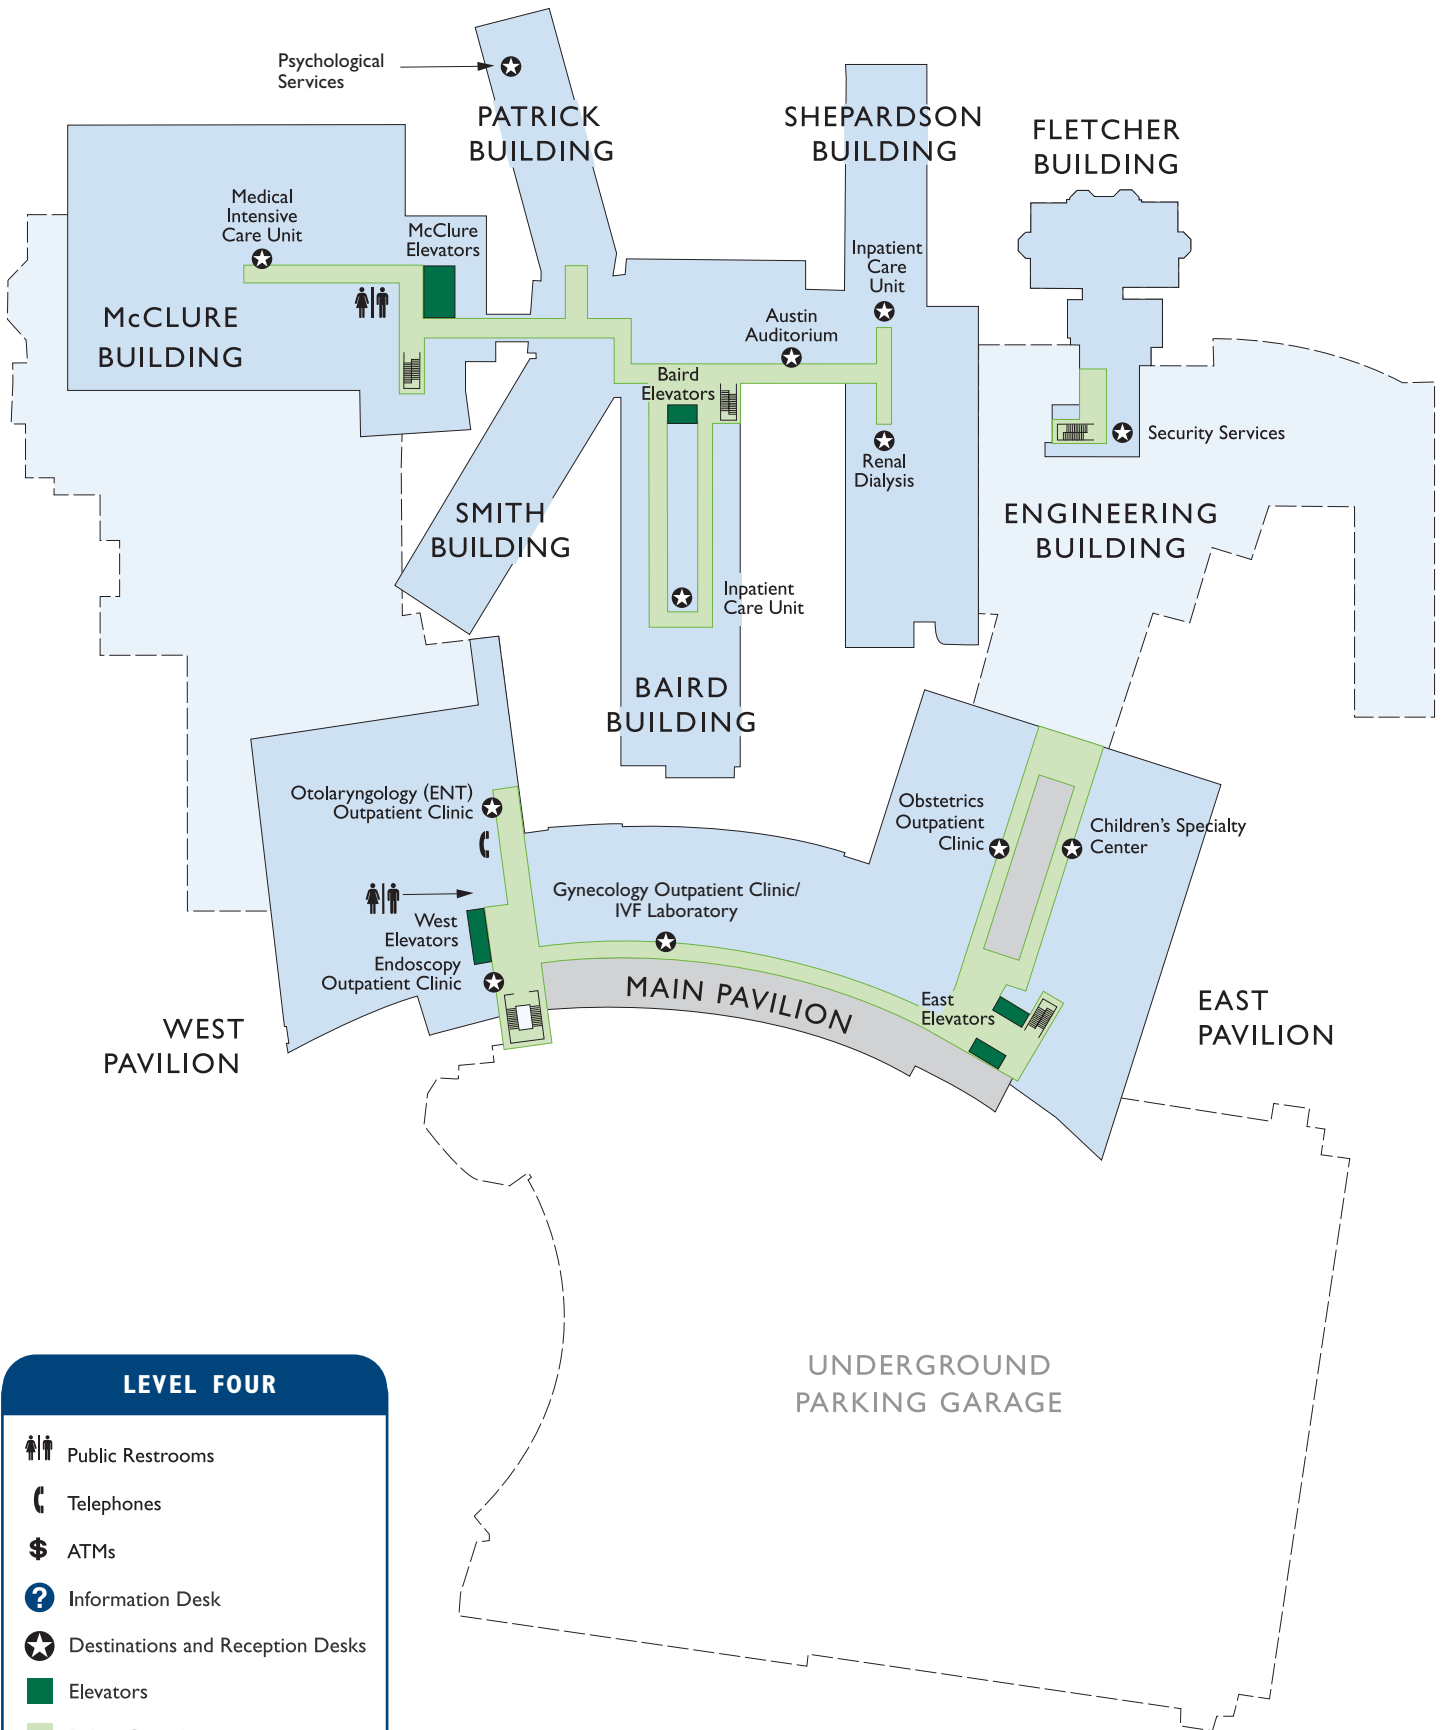 Psychological
Services
PATRICK
BUILDING
SHEPARDSON
BUILDING
FLETCHER
BUILDING
Medical
Intensive
Care Unit
McClure
Elevators
Inpatient
Care
Unit
McCLURE
BUILDING
Austin
Auditorium
Baird
Elevators
Security Services
Renal
Dialysis
SMITH
BUILDING
ENGINEERING
BUILDING
Inpatient
Care Unit
BAIRD
BUILDING
Otolaryngology (ENT)
Outpatient Clinic
Obstetrics
Outpatient
Clinic
Children's Specialty
Center
Gynecology Outpatient Clinic/
IVF Laboratory
West
Elevators
Endoscopy
Outpatient Clinic
MAIN PAVILION
East
Elevators
WEST
PAVILION
EAST
PAVILION
UNDERGROUND
PARKING GARAGE
LEVEL FOUR
Public Restrooms
Telephones
$ ATMs
? Information Desk
Destinations and Reception Desks
Elevators